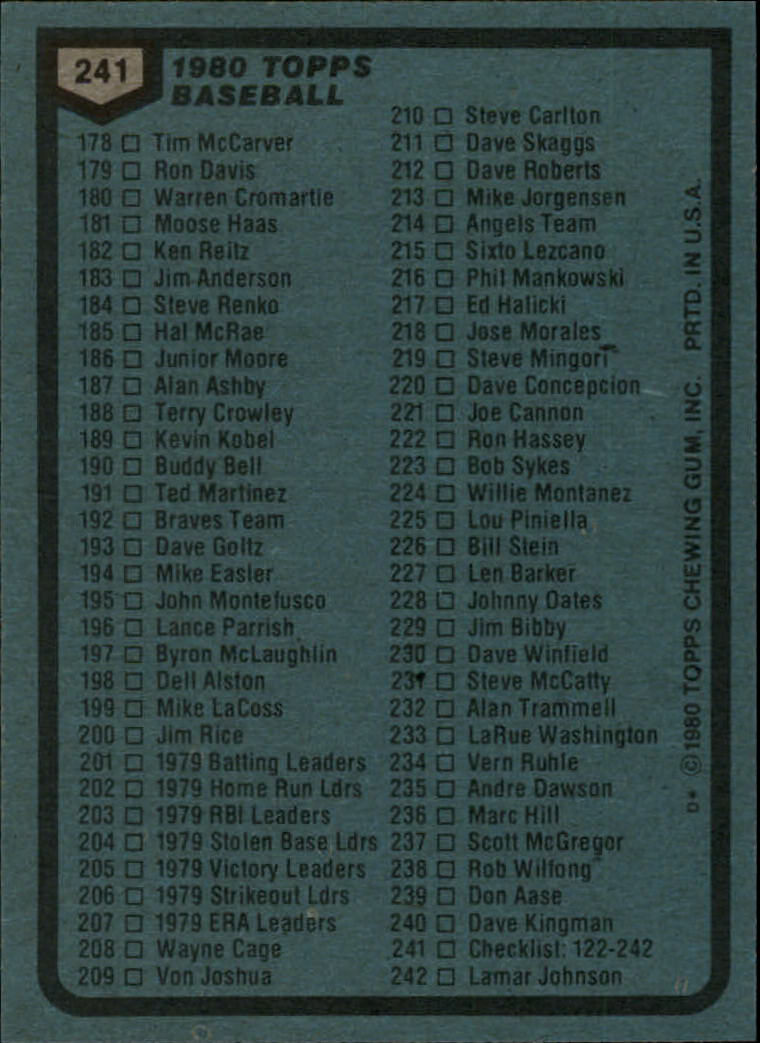 241
1980 TOPPS
BASEBALL
178 Tim McCarver
179 Ron Davis
180 Warren Cromartie
181 Moose Haas
182 Ken Reitz
183 Jim Anderson
184 Steve Renko
185 Hal McRae
186 Junior Moore
187 Alan Ashby
188 Terry Crowley
189 Kevin Kobel
190 Buddy Bell
191 Ted Martinez
192 Braves Team
193 Dave Goltz
194 Mike Easler
195 John Montefusco
196 Lance Parrish
197 Byron McLaughlin
198 Dell Alston
199 Mike LaCoss
200 Jim Rice
201 1979 Batting Leaders
202 1979 Home Run Ldrs
203 1979 RBI Leaders
204 1979 Stolen Base Ldrs
205 1979 Victory Leaders
206 1979 Strikeout Ldrs
207 1979 ERA Leaders
208 Wayne Cage
209 Von Joshua
210 Steve Carlton
211 Dave Skaggs
212 Dave Roberts
213 Mike Jorgensen
214 Angels Team
215 Sixto Lezcano
216 Phil Mankowski
217 Ed Halicki
218 Jose Morales
219 Steve Mingori
220 Dave Concepcion
221 Joe Cannon
222 Ron Hassey
223 Bob Sykes
224 Willie Montanez
225 Lou Piniella
226 Bill Stein
227 Len Barker
228 Johnny Oates
229 Jim Bibby
230 Dave Winfield
231 Steve McCatty
232 Alan Trammell
233 LaRue Washington
234 Vern Ruhle
235 Andre Dawson
236 Marc Hill
237 Scott McGregor
238 Rob Wilfong
239 Don Aase
240 Dave Kingman
241 Checklist: 122-242
242 Lamar Johnson
D* ©1980 TOPPS CHEWING GUM, INC. PRTD. IN U.S.A.